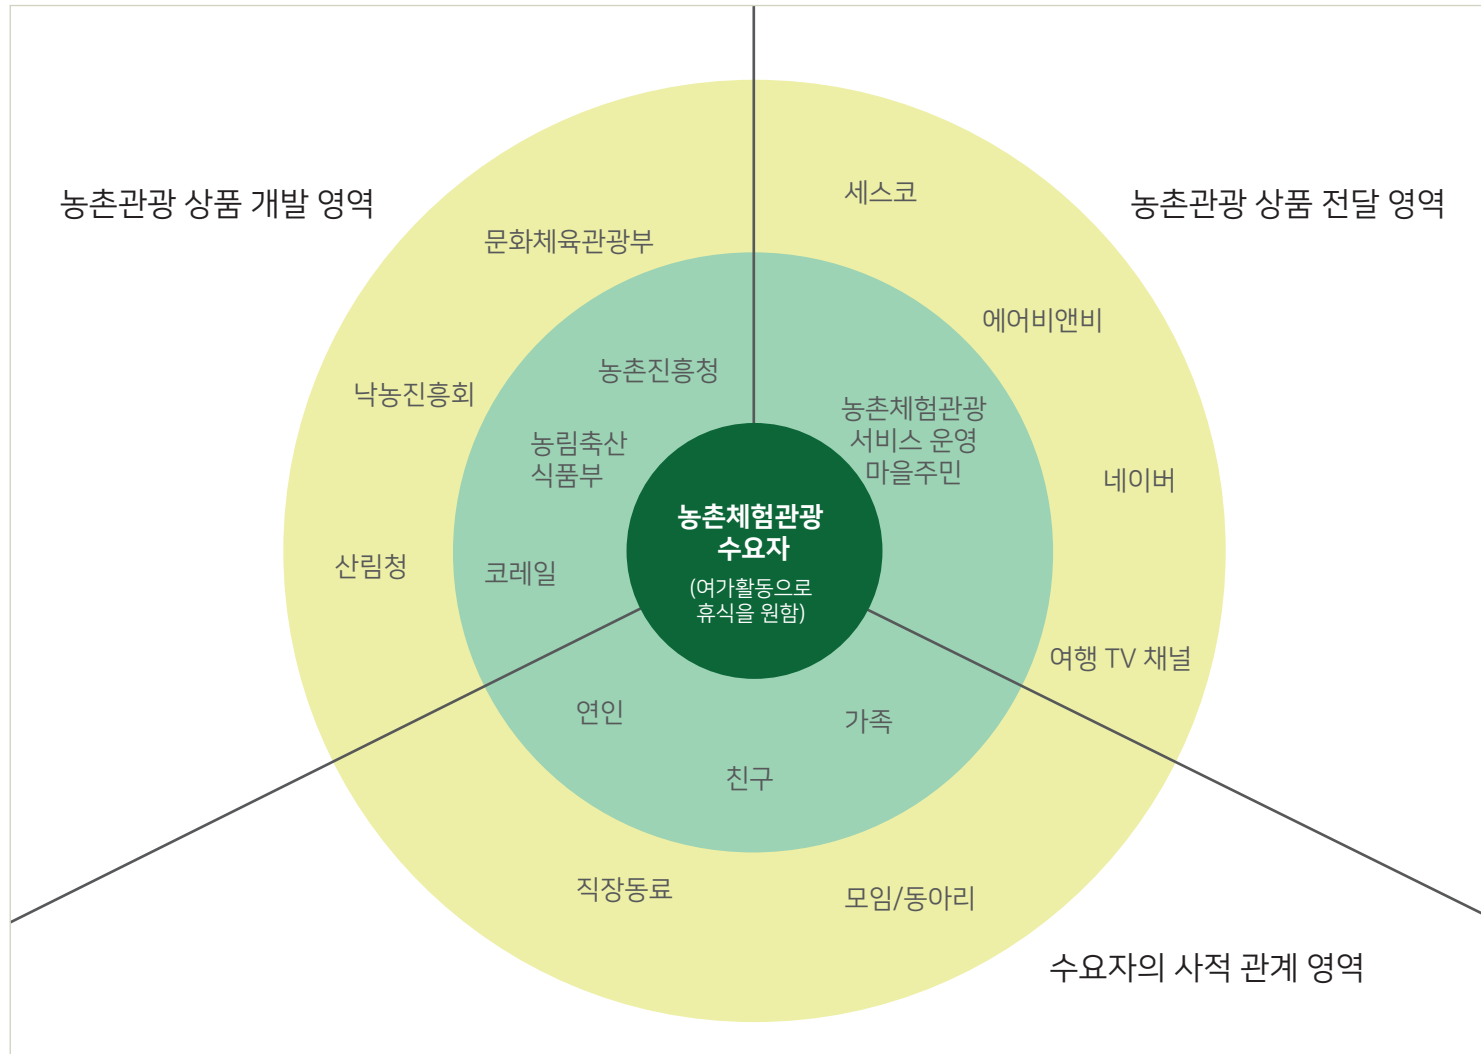 농촌관광 상품 개발 영역
농촌관광 상품 전달 영역
세스코
문화체육관광부
에어비앤비
농촌진흥청
낙농진흥회
농촌체험관광
서비스 운영
마을주민
농림축산
식품부
네이버
농촌체험관광
수요자
(여가활동으로
휴식을 원함)
산림청
코레일
여행 TV 채널
연인
가족
친구
직장동료
모임/동아리
수요자의 사적 관계 영역